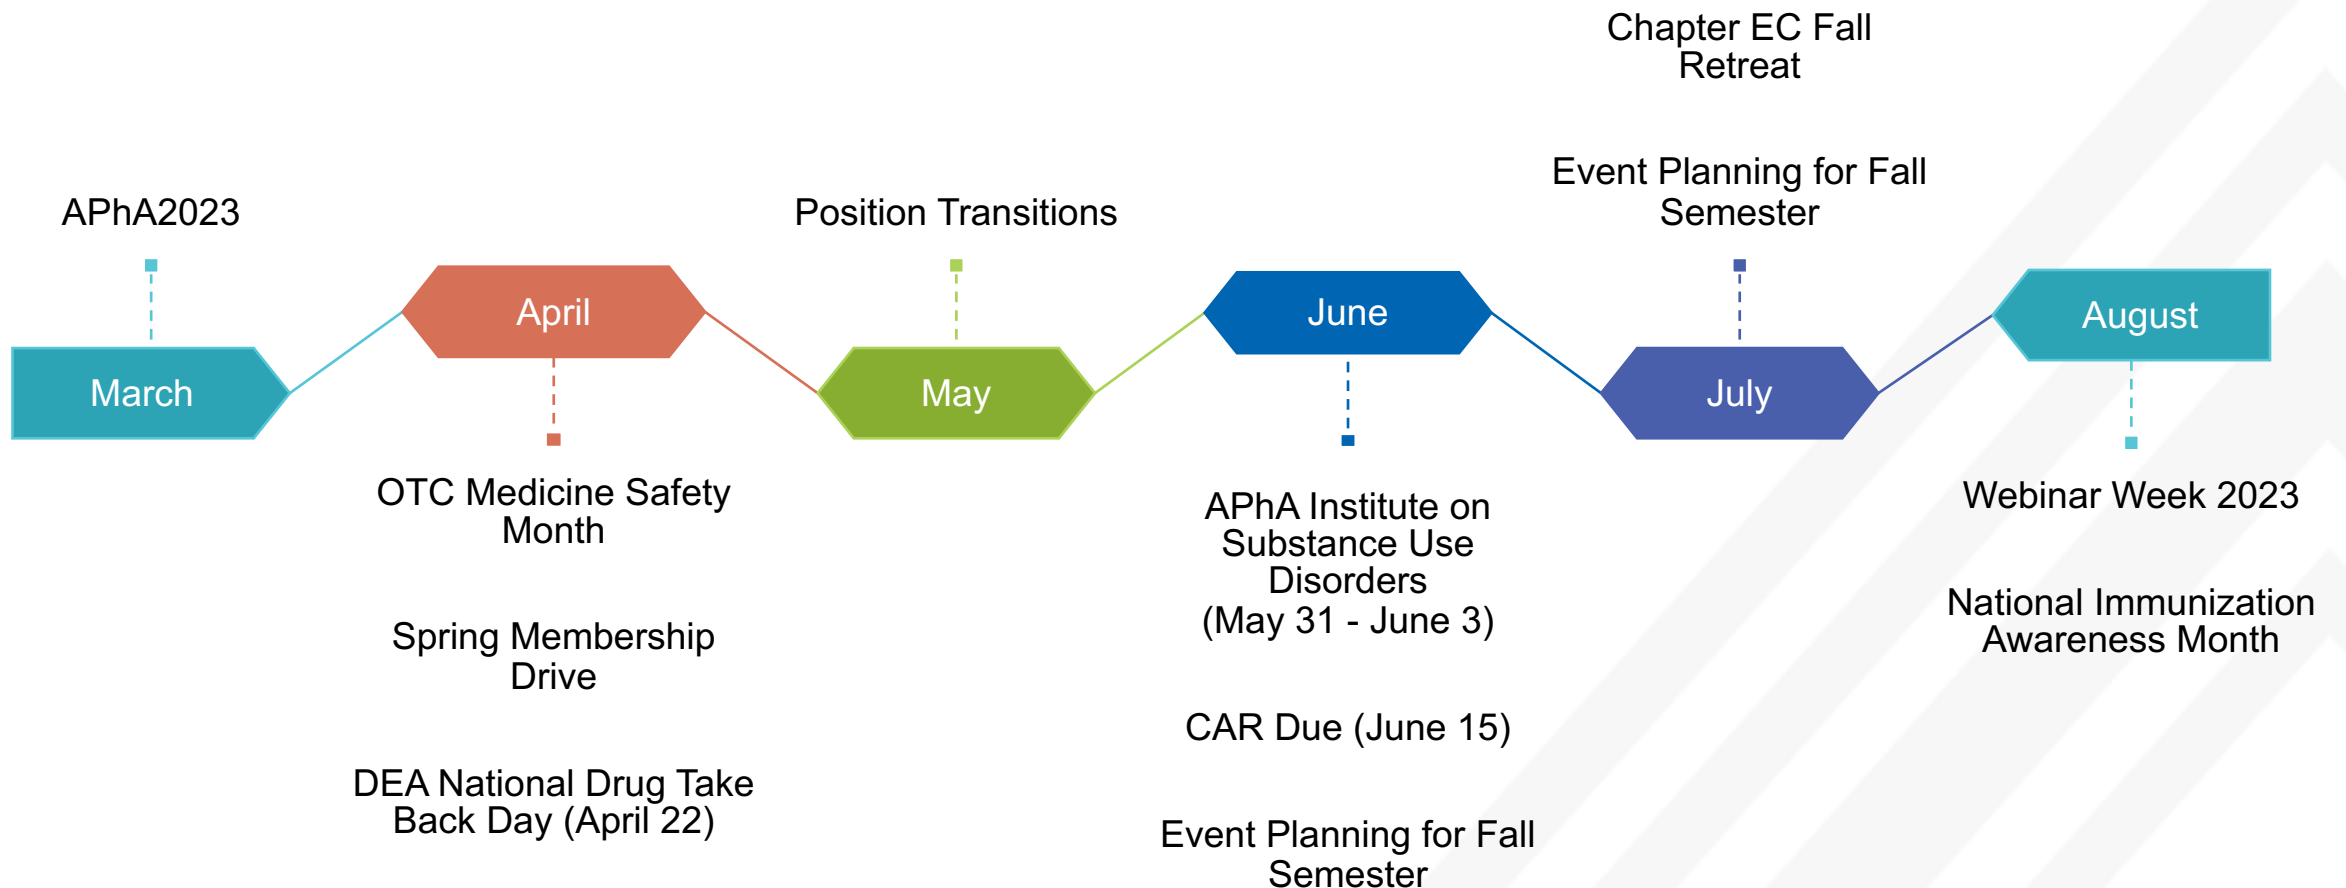 APhA2023
March
April
OTC Medicine Safety
Month
Spring Membership
Drive
DEA National Drug Take
Back Day (April 22)
Position Transitions
May
June
APhA Institute on
Substance Use
Disorders
(May 31 - June 3)
CAR Due (June 15)
Event Planning for Fall
Semester
Chapter EC Fall
Retreat
Event Planning for Fall
Semester
July
August
Webinar Week 2023
National Immunization
Awareness Month